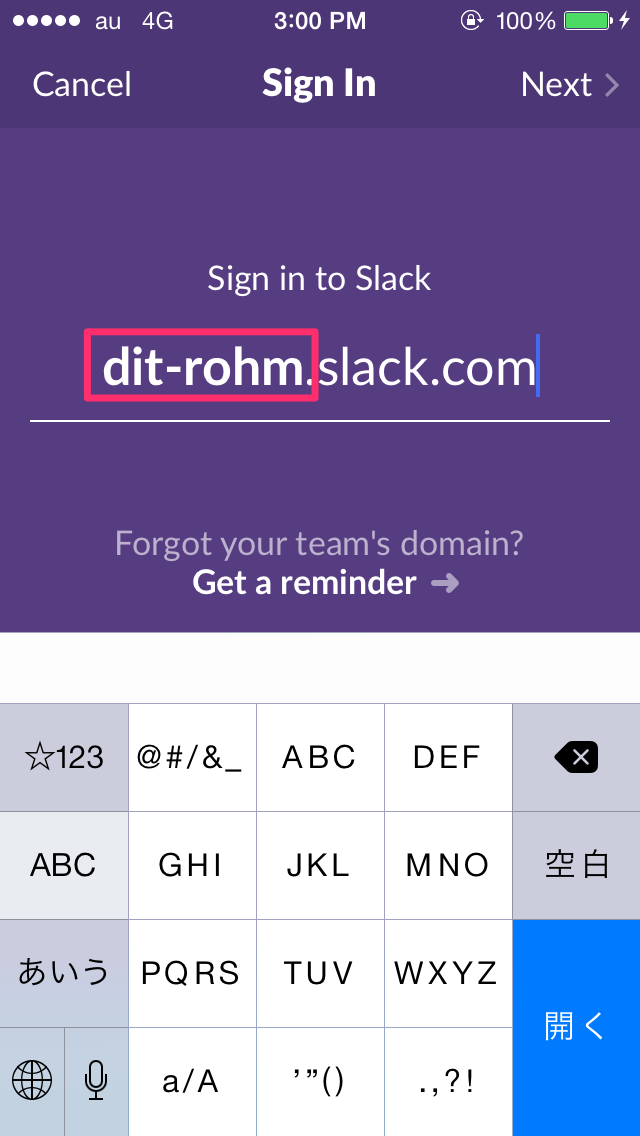 au 4G 3:00 PM 100%
Cancel Sign In Next
Sign in to Slack
dit-rohm.slack.com
Forgot your team's domain?
Get a reminder ➜
☆123 @#/&_ ABC DEF
ABC GHI JKL MNO 空白
あいう PQRS TUV WXYZ
開く
a/A ’”() .,?!